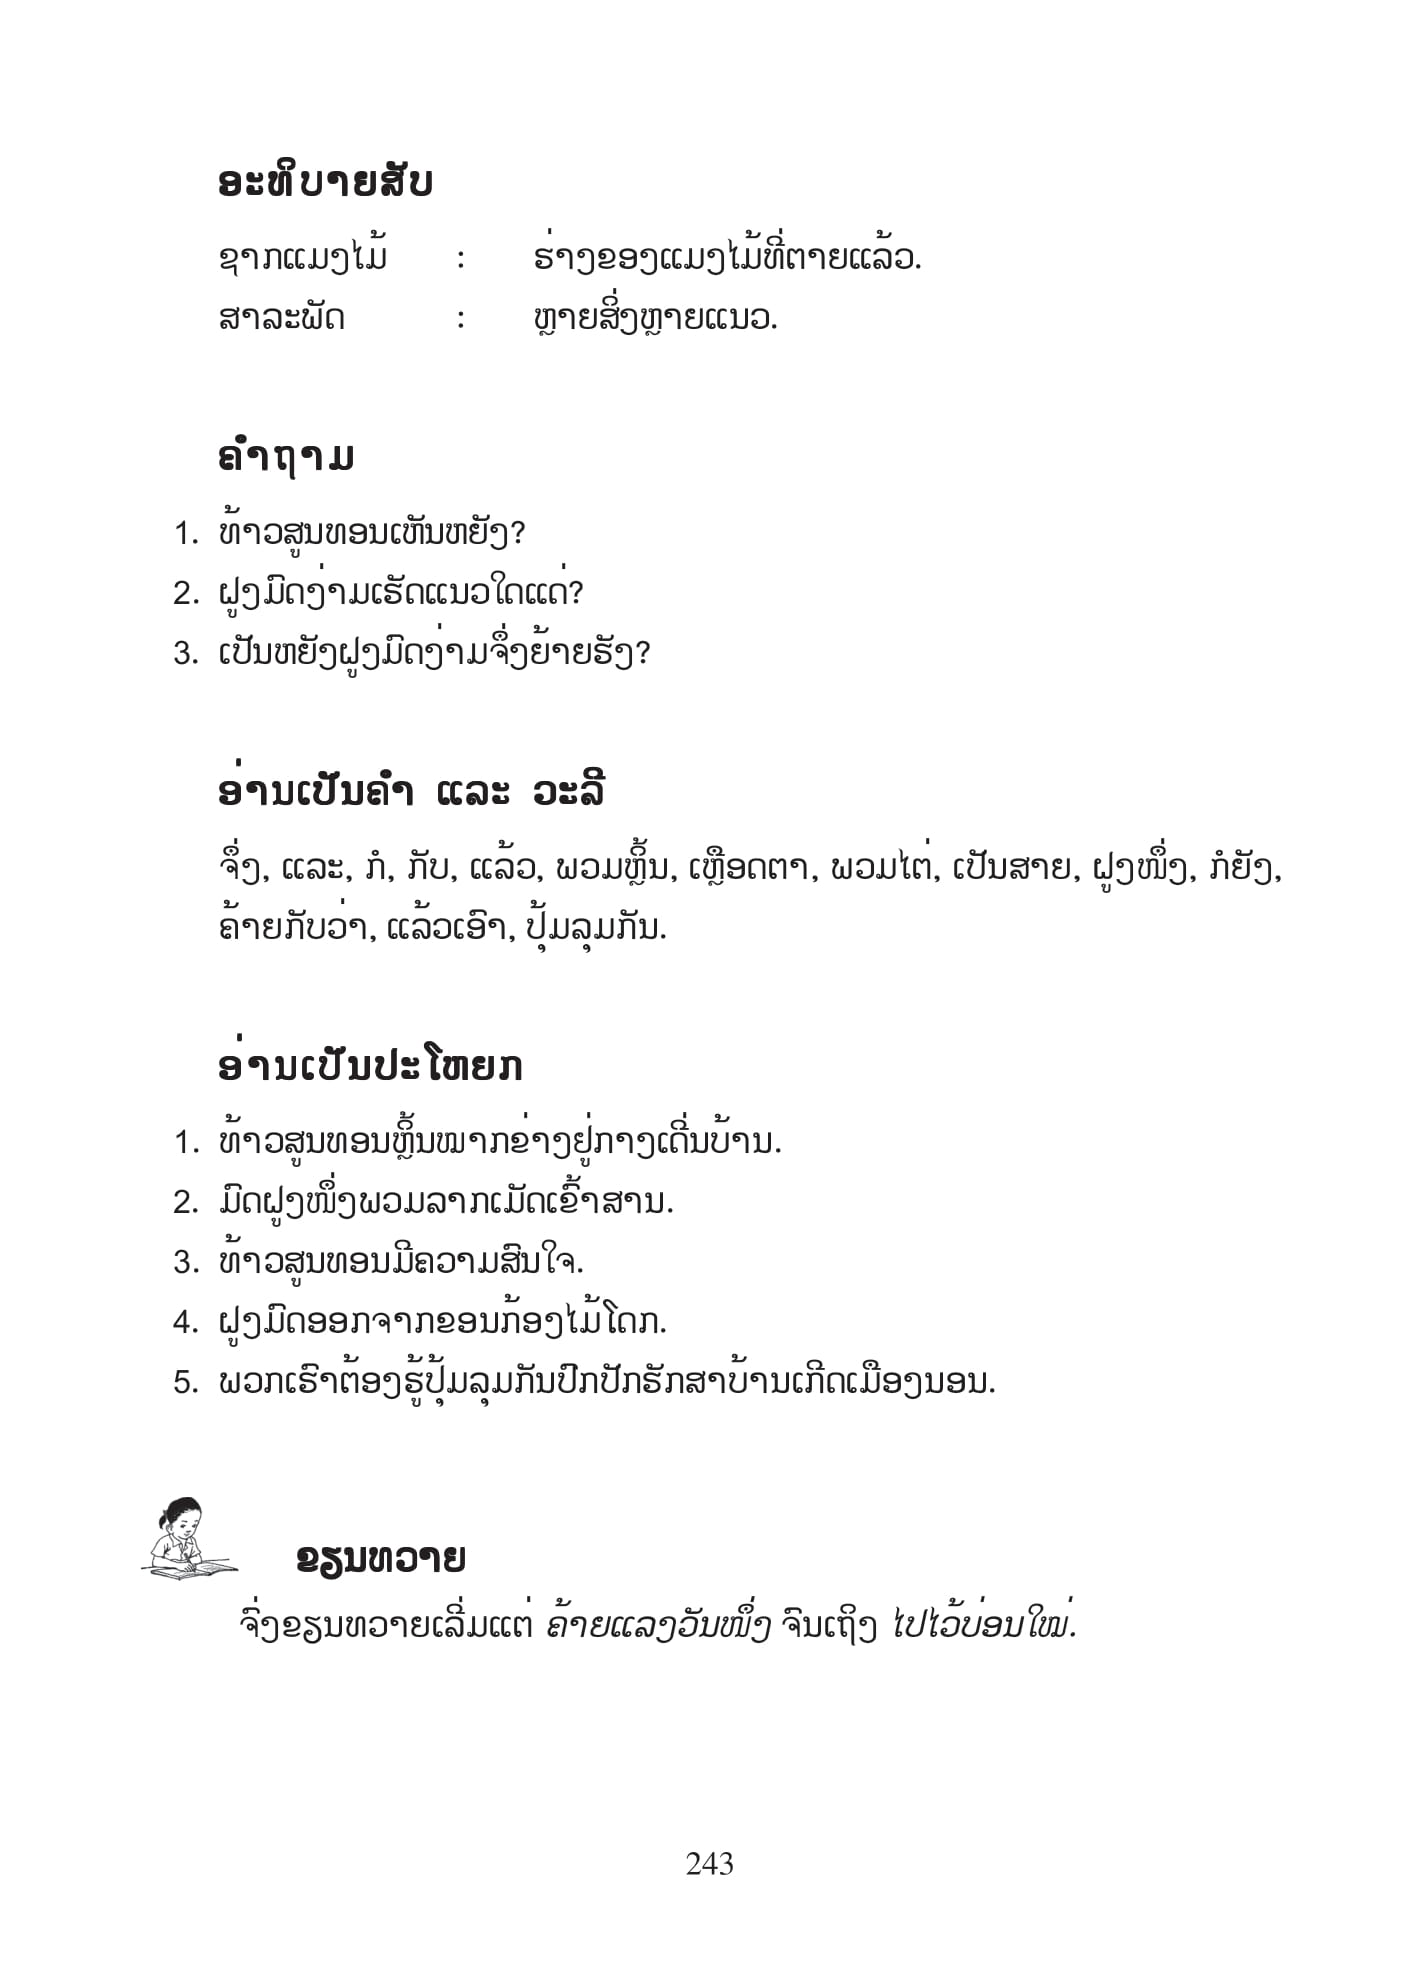 ອະທິບາຍສັບ
ຊາກແມງໄມ້ : ຮ່າງຂອງແມງໄມ້ທີ່ຕາຍແລ້ວ.
ສາລະພັດ : ຫຼາຍສິ່ງຫຼາຍແນວ.
ຄຳຖາມ
1. ທ້າວສູນທອນເຫັນຫຍັງ?
2. ຝູງມົດງ່າມເຮັດແນວໃດແດ່?
3. ເປັນຫຍັງຝູງມົດງ່າມຈຶ່ງຍ້າຍຮັງ?
ອ່ານເປັນຄຳ ແລະ ວະລີ
ຈຶ່ງ, ແລະ, ກໍ, ກັບ, ແລ້ວ, ພວມຫຼິ້ນ, ເຫຼືອດຕາ, ພວມໄຕ່, ເປັນສາຍ, ຝູງໜຶ່ງ, ກໍຍັງ,
ຄ້າຍກັບວ່າ, ແລ້ວເອົາ, ປຸ້ມລຸມກັນ.
ອ່ານເປັນປະໂຫຍກ
1. ທ້າວສູນທອນຫຼິ້ນໝາກຂ່າງຢູ່ກາງເດີ່ນບ້ານ.
2. ມົດຝູງໜຶ່ງພວມລາກເມັດເຂົ້າສານ.
3. ທ້າວສູນທອນມີຄວາມສົນໃຈ.
4. ຝູງມົດອອກຈາກຂອນກ້ອງໄມ້ໂດກ.
5. ພວກເຮົາຕ້ອງຮູ້ປຸ້ມລຸມກັນປົກປັກຮັກສາບ້ານເກີດເມືອງນອນ.
ຂຽນທວາຍ
ຈົ່ງຂຽນທວາຍເລີ່ມແຕ່ ຄ້າຍແລງວັນໜຶ່ງ ຈົນເຖິງ ໄປໄວ້ບ່ອນໃໝ່.
243